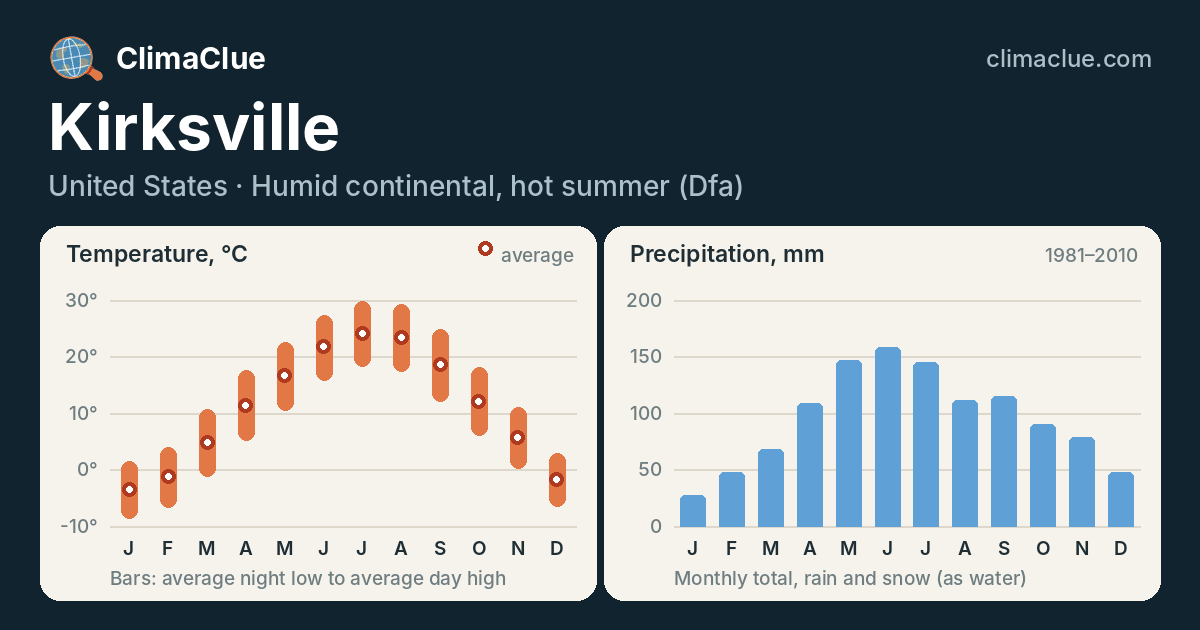 ClimaClue
climaclue.com
Kirksville
United States · Humid continental, hot summer (Dfa)
Temperature, °C
average
30°
20°
10°
0°
-10°
J F M A M J J A S O N D
Bars: average night low to average day high
Precipitation, mm
1981–2010
200
150
100
50
0
J F M A M J J A S O N D
Monthly total, rain and snow (as water)